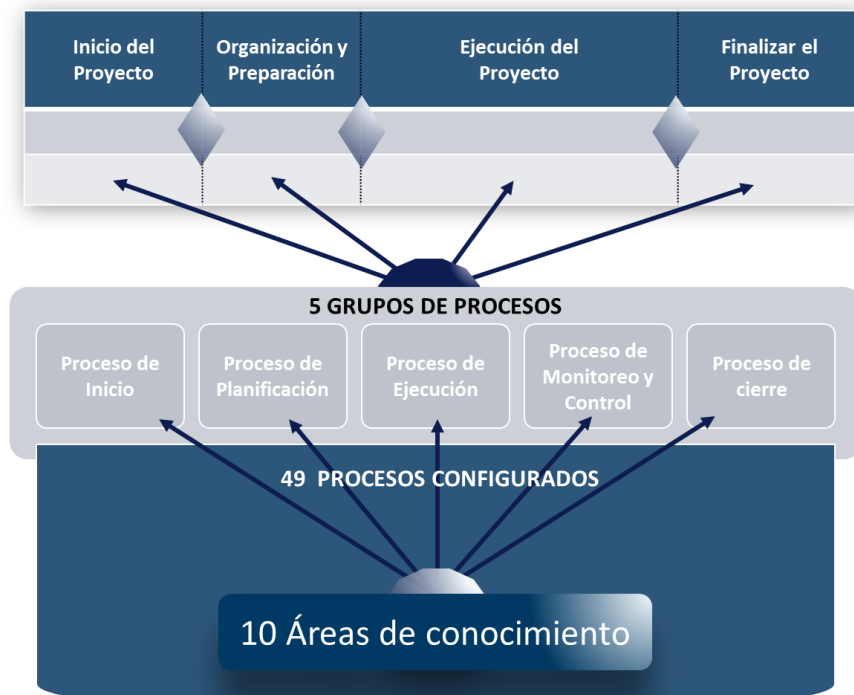 Inicio del
Proyecto
Organización y
Preparación
Ejecución del
Proyecto
Finalizar el
Proyecto
5 GRUPOS DE PROCESOS
Proceso de
Inicio
Proceso de
Planificación
Proceso de
Ejecución
Proceso de
Monitoreo y
Control
Proceso de
cierre
49 PROCESOS CONFIGURADOS
10 Áreas de conocimiento